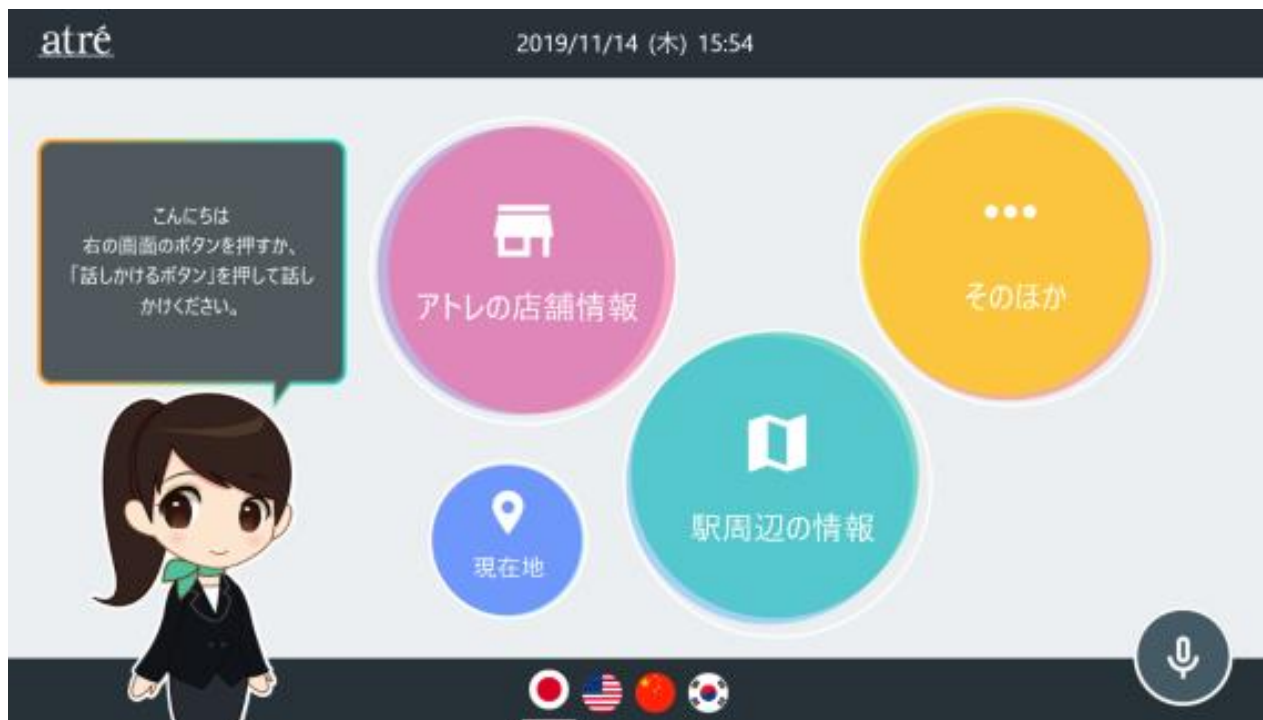 atré
2019/11/14 (木) 15:54
こんにちは
右の画面のボタンを押すか、
「話しかけるボタン」を押して話し
かけください。
アトレの店舗情報
そのほか
駅周辺の情報
現在地